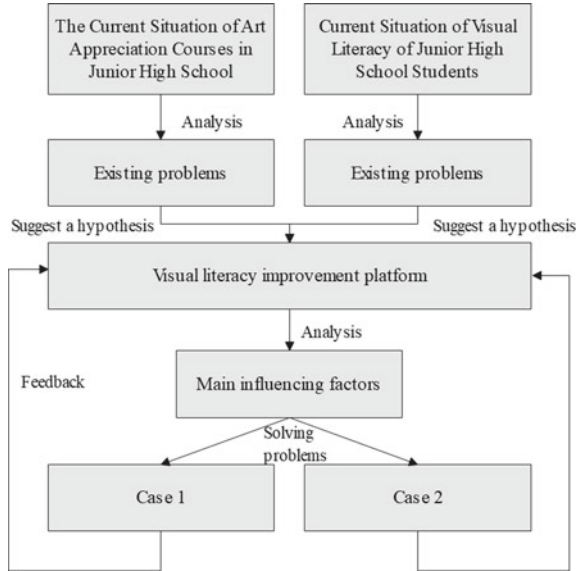 The Current Situation of Art
Appreciation Courses in
Junior High School
Current Situation of Visual
Literacy of Junior High
School Students
Analysis
Analysis
Existing problems
Existing problems
Suggest a hypothesis
Suggest a hypothesis
Visual literacy improvement platform
Analysis
Feedback
Main influencing factors
Solving
problems
Case 1
Case 2